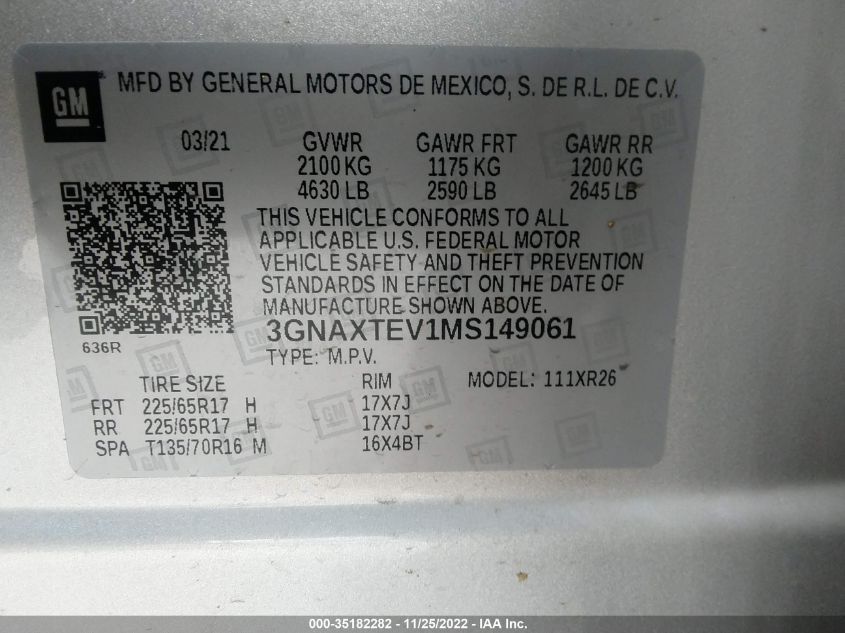 GM
MFD BY GENERAL MOTORS DE MEXICO, S. DE R.L. DE C.V.
03/21 GVWR GAWR FRT GAWR RR
2100 KG 1175 KG 1200 KG
4630 LB 2590 LB 2645 LB
THIS VEHICLE CONFORMS TO ALL
APPLICABLE U.S. FEDERAL MOTOR
VEHICLE SAFETY AND THEFT PREVENTION
STANDARDS IN EFFECT ON THE DATE OF
MANUFACTURE SHOWN ABOVE.
636R
3GNAXTEV1MS149061
TYPE: M.P.V.
TIRE SIZE RIM MODEL: 111XR26
FRT 225/65R17 H 17X7J
RR 225/65R17 H 17X7J
SPA T135/70R16 M 16X4BT
000-35182282 - 11/25/2022 - IAA Inc.